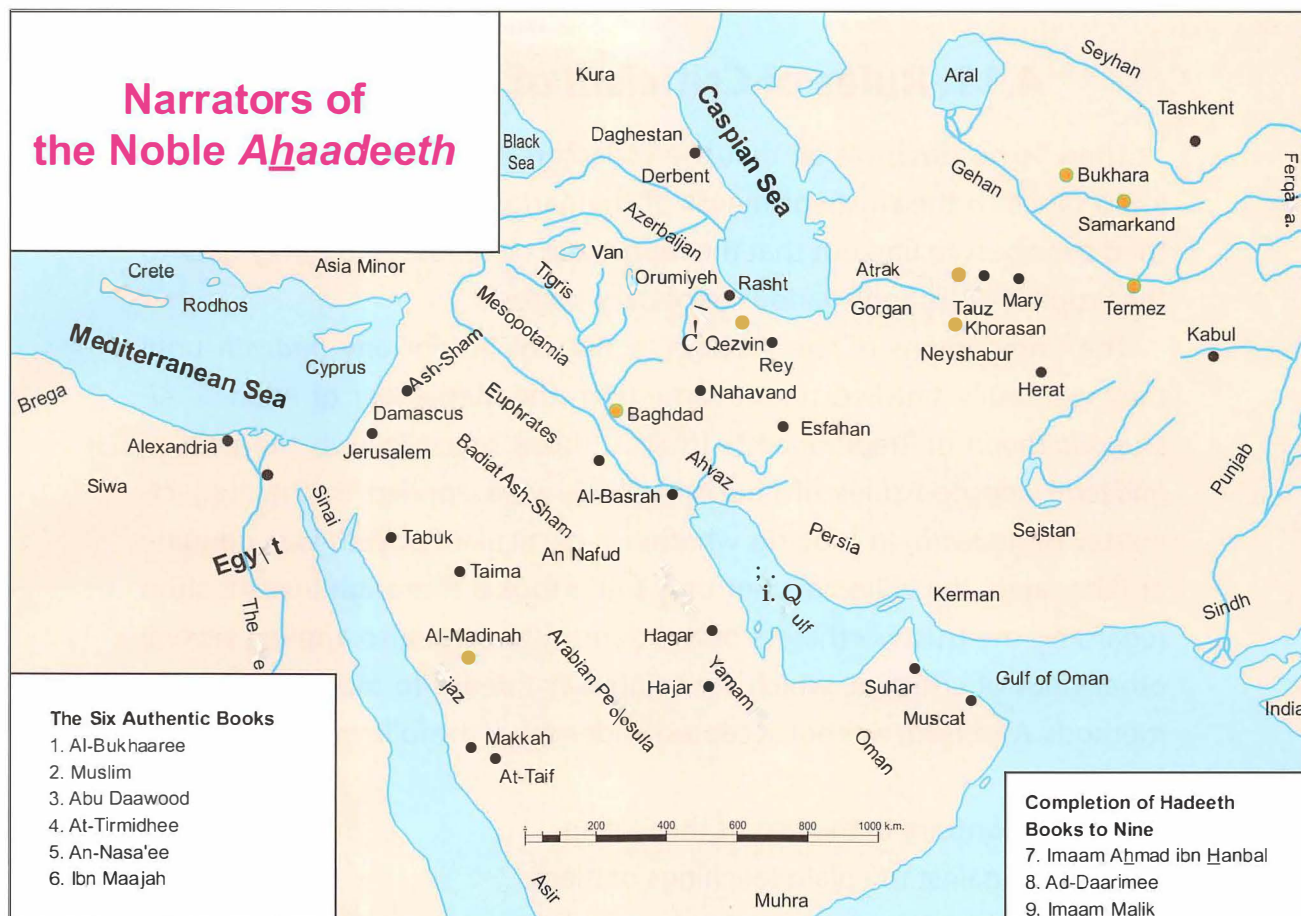 Narrators of
the Noble Ahaadeeth
Kura
Caspian Sea
Aral
Seyhan
Tashkent
Black
Sea
Daghestan
Derbent
Gehan
Bukhara
Samarkand
Azerbaijan
Van
Crete
Rodhos
Asia Minor
Tigris
Orumiyeh
Rasht
Atrak
Gorgan
Tauz
Mary
Termez
Mesopotamia
Qezvin
Rey
Khorasan
Neyshabur
Kabul
Mediterranean Sea
Cyprus
Ash-Sham
Herat
Brega
Damascus
Euphrates
Baghdad
Nahavand
Esfahan
Alexandria
Jerusalem
Badiat Ash-Sham
Ahvaz
Punjab
Siwa
Sinai
Al-Basrah
Tabuk
An Nafud
Persia
Sejstan
Taima
Kerman
Sindh
The
Al-Madinah
Arabian
Hagar
Hajar
Yamam
Suhar
Gulf of Oman
Muscat
India
Oman
Makkah
At-Taif
200 400 600 800 1000 k.m.
Asir
Muhra
The Six Authentic Books
1. Al-Bukhaaree
2. Muslim
3. Abu Daawood
4. At-Tirmidhee
5. An-Nasa'ee
6. Ibn Maajah
Completion of Hadeeth
Books to Nine
7. Imaam Ahmad ibn Hanbal
8. Ad-Daarimee
9. Imaam Malik